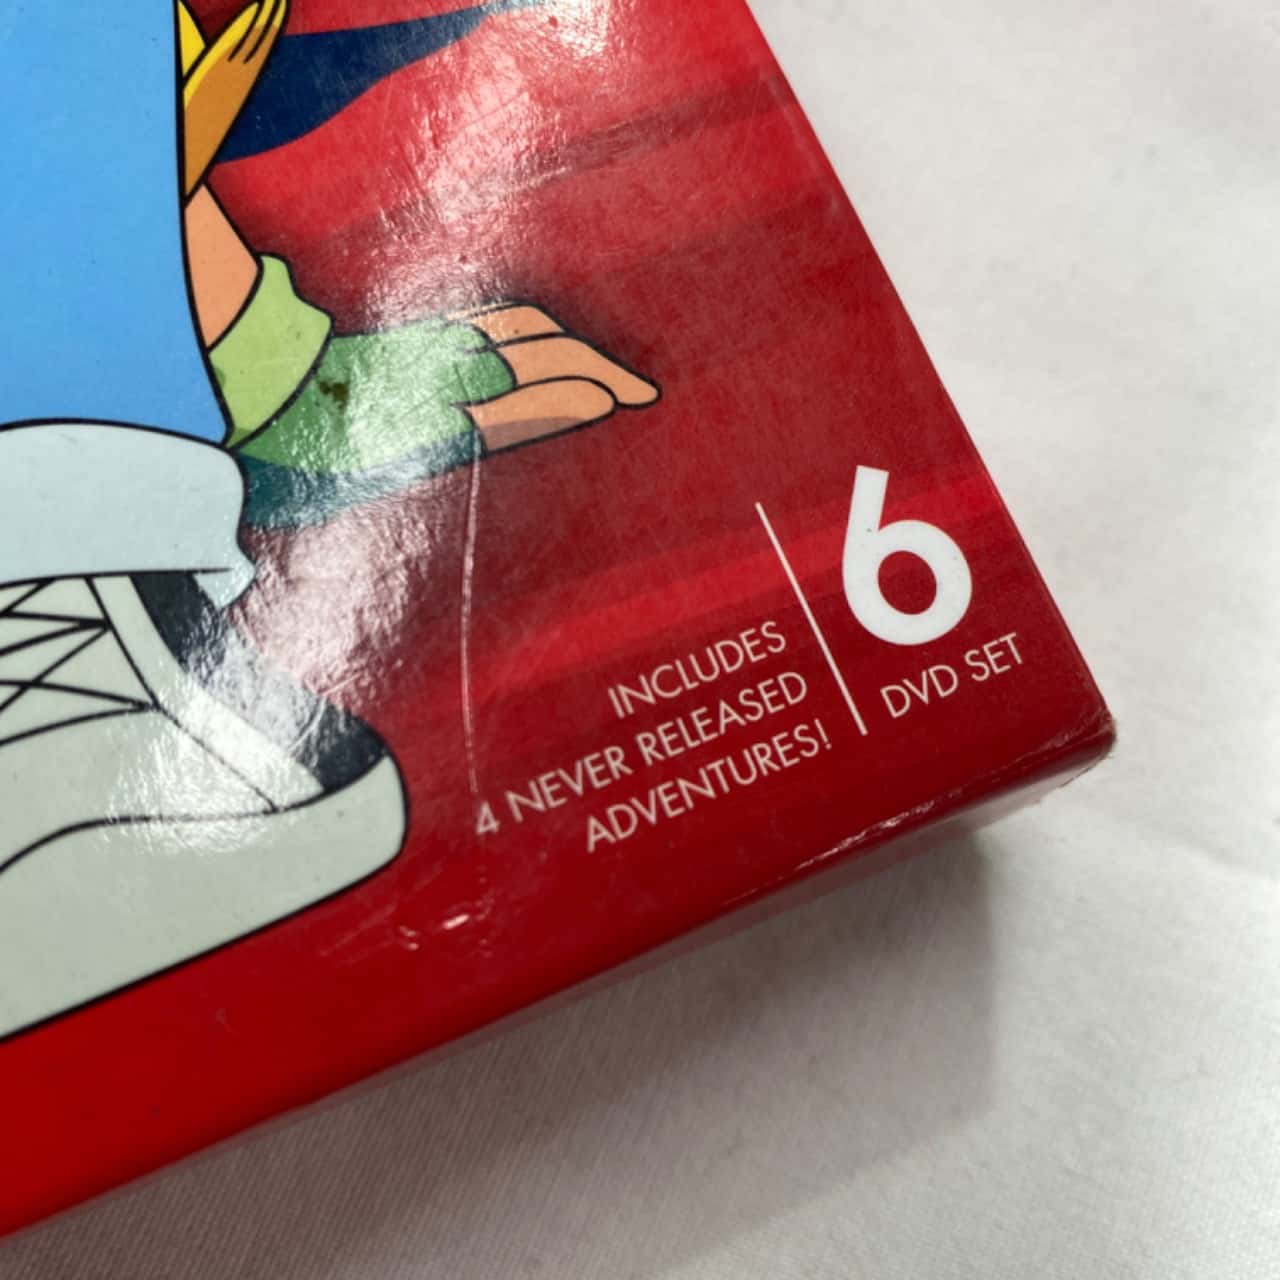 INCLUDES
4 NEVER RELEASED
ADVENTURES!
6
DVD SET